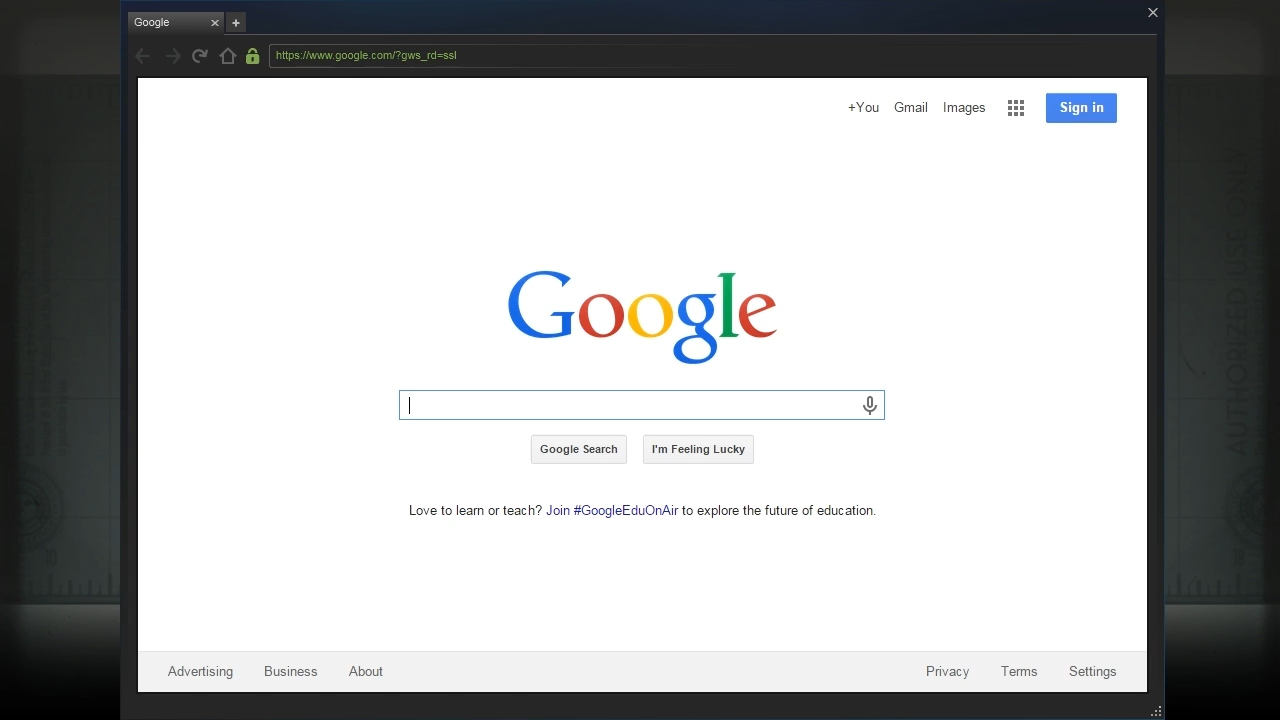 Google
https://www.google.com/?gws_rd=ssl
+You Gmail Images Sign in
Google
Google Search I'm Feeling Lucky
Love to learn or teach? Join #GoogleEduOnAir to explore the future of education.
Advertising Business About Privacy Terms Settings
AUTHORIZED USE ONLY